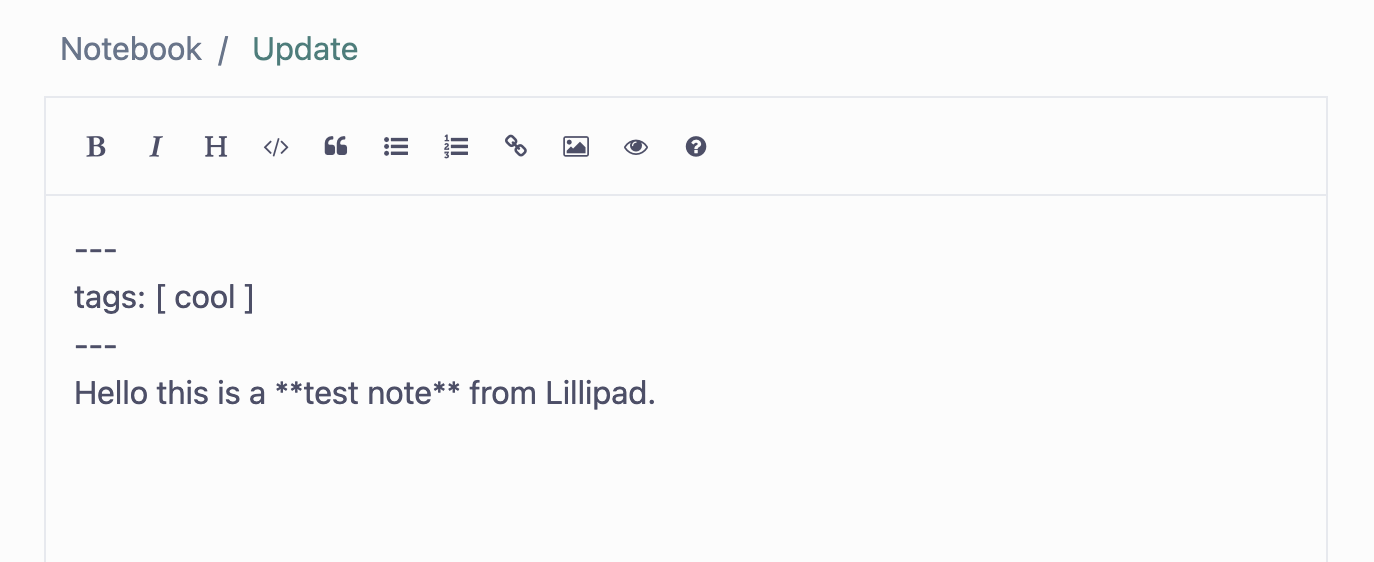 Notebook / Update
B I H </>
---
tags: [ cool ]
---
Hello this is a **test note** from Lillipad.